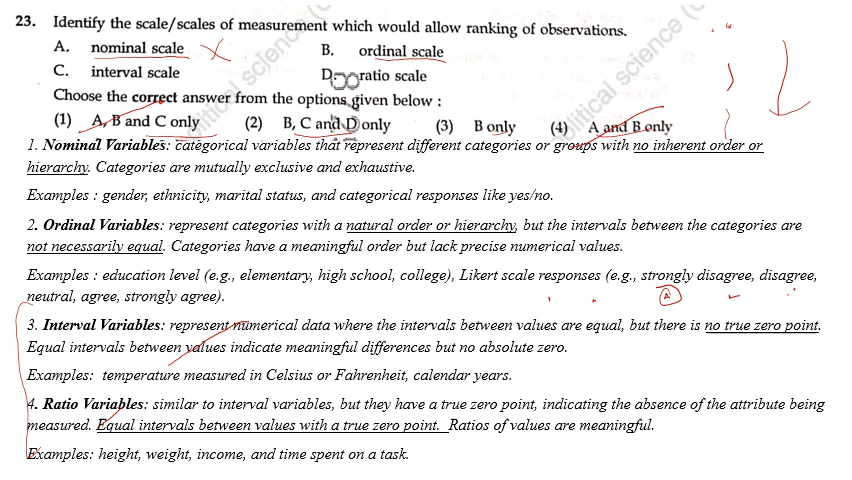 23. Identify the scale/scales of measurement which would allow ranking of observations.
A. nominal scale B. ordinal scale
C. interval scale D. ratio scale
Choose the correct answer from the options given below :
(1) A, B and C only (2) B, C and D only (3) B only (4) A and B only
1. Nominal Variables: categorical variables that represent different categories or groups with no inherent order or
hierarchy. Categories are mutually exclusive and exhaustive.
Examples : gender, ethnicity, marital status, and categorical responses like yes/no.
2. Ordinal Variables: represent categories with a natural order or hierarchy, but the intervals between the categories are
not necessarily equal. Categories have a meaningful order but lack precise numerical values.
Examples : education level (e.g., elementary, high school, college), Likert scale responses (e.g., strongly disagree, disagree,
neutral, agree, strongly agree).
3. Interval Variables: represent numerical data where the intervals between values are equal, but there is no true zero point.
Equal intervals between values indicate meaningful differences but no absolute zero.
Examples: temperature measured in Celsius or Fahrenheit, calendar years.
4. Ratio Variables: similar to interval variables, but they have a true zero point, indicating the absence of the attribute being
measured. Equal intervals between values with a true zero point. Ratios of values are meaningful.
Examples: height, weight, income, and time spent on a task.